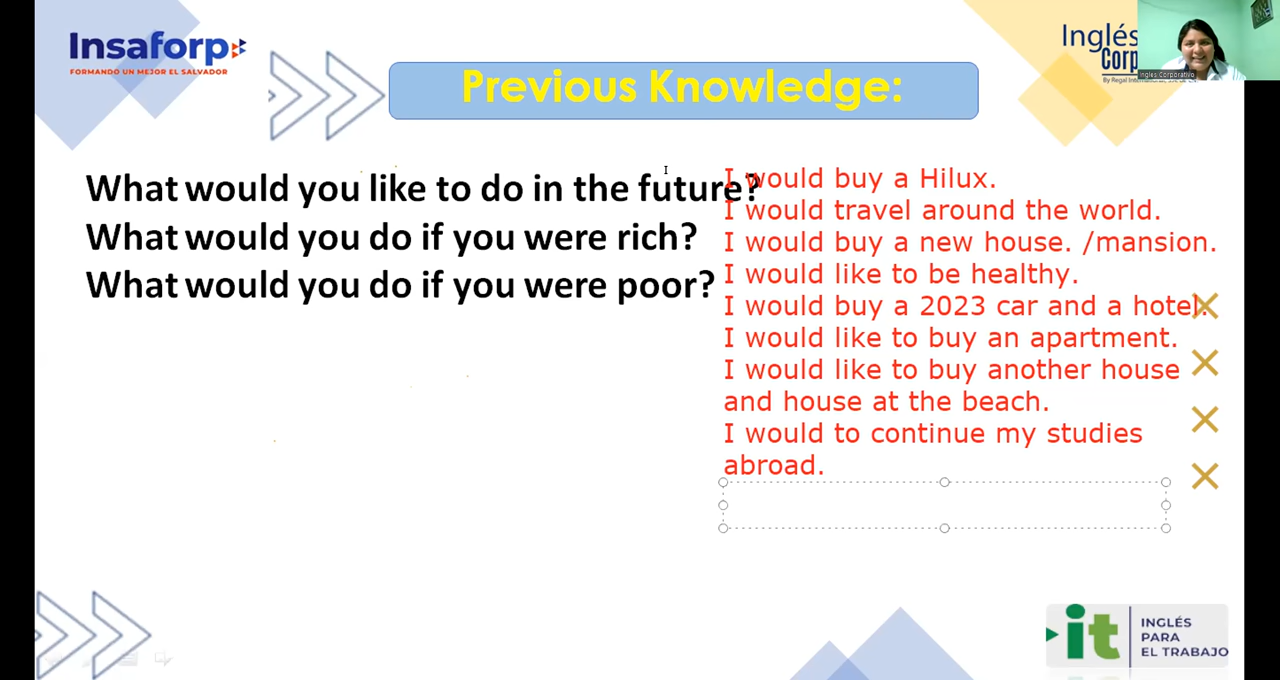 Insaforp
FORMANDO UN MEJOR EL SALVADOR
Previous Knowledge:
Inglés
Corp
By Regal
Ingles Corporativo
What would you like to do in the future?
What would you do if you were rich?
What would you do if you were poor?
I would buy a Hilux.
I would travel around the world.
I would buy a new house. /mansion.
I would like to be healthy.
I would buy a 2023 car and a hotel.
I would like to buy an apartment.
I would like to buy another house
and house at the beach.
I would to continue my studies
abroad.
it
INGLÉS
PARA
EL TRABAJO